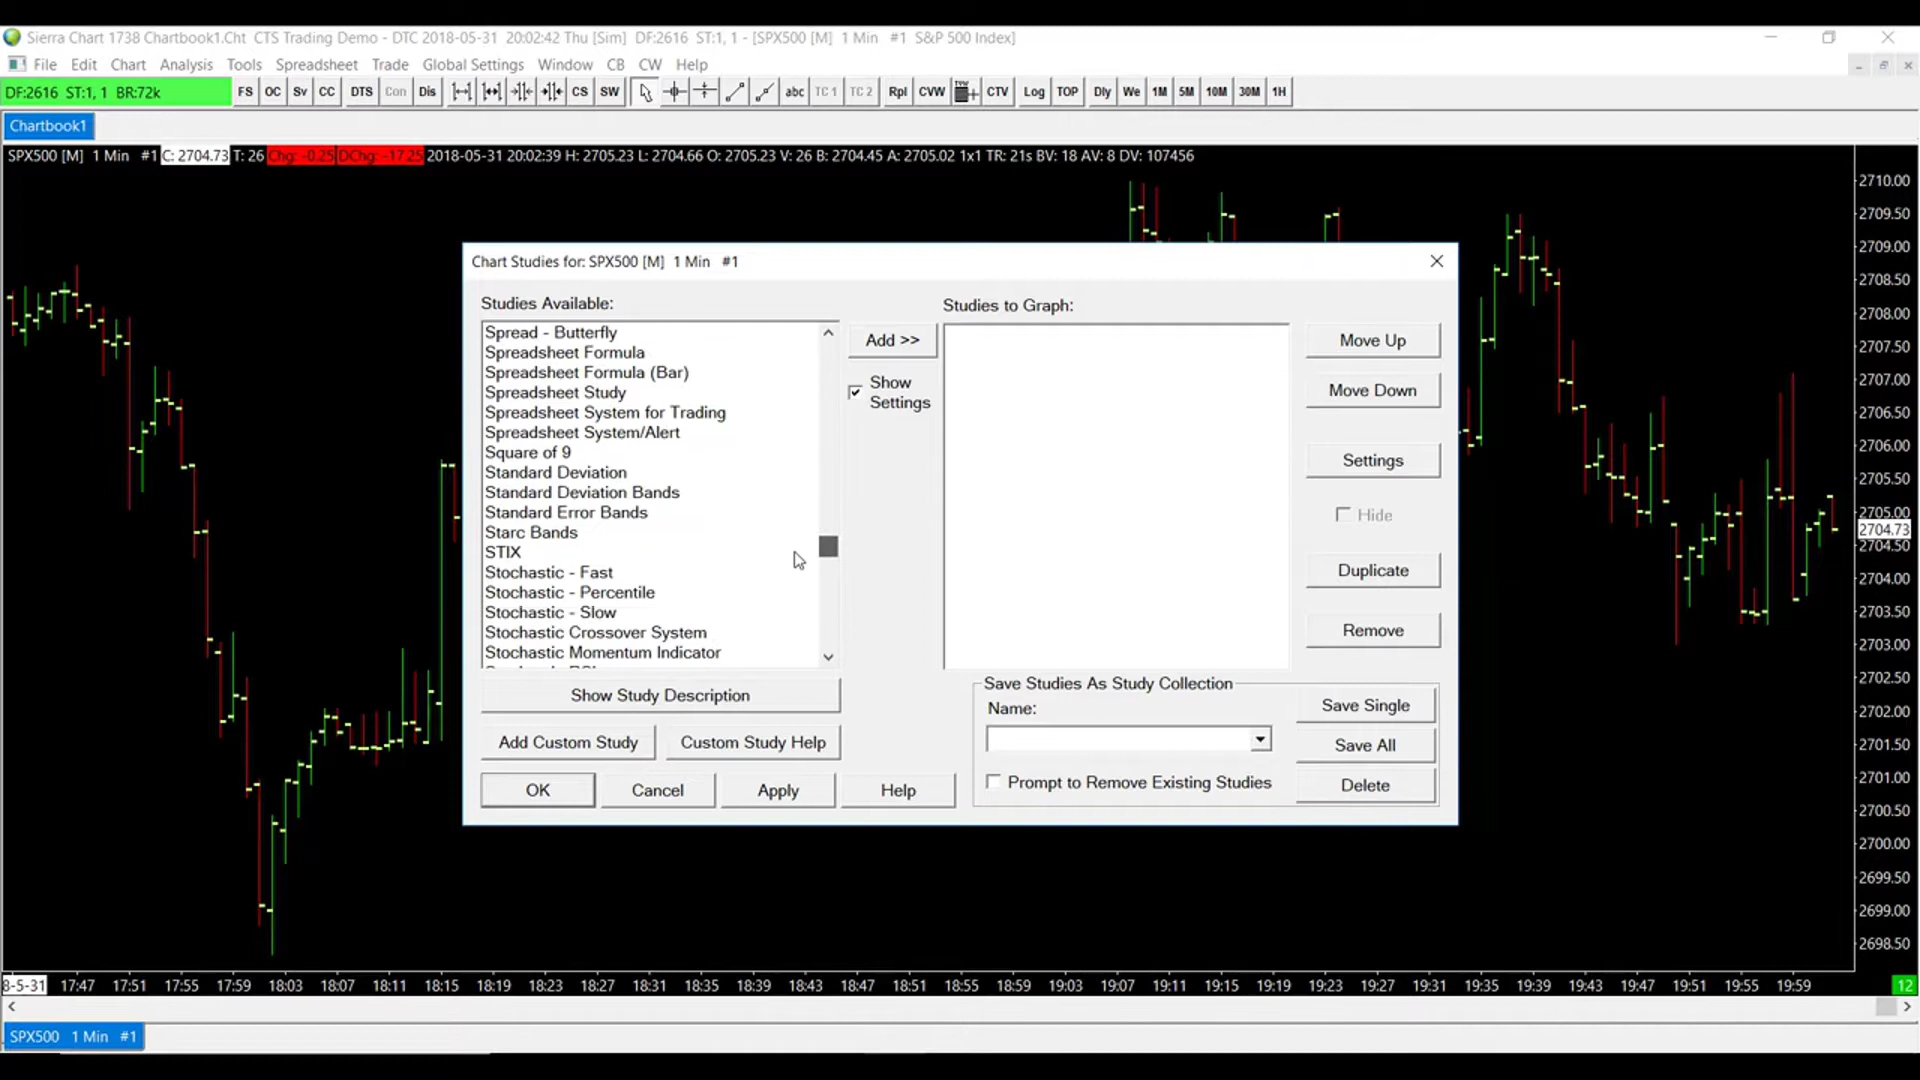 Sierra Chart 1738 Chartbook1.Cht CTS Trading Demo - DTC 2018-05-31 20:02:42 Thu [Sim] DF:2616 ST:1, 1 - [SPX500 [M] 1 Min #1 S&P 500 Index]
File Edit Chart Analysis Tools Spreadsheet Trade Global Settings Window CB CW Help
DF:2616 ST:1, 1 BR:72k FS OC Sv CC DTS Con Dis CS SW abc TC 1 TC 2 Rpl CVW CTV Log TOP Dly We 1M 5M 10M 30M 1H
Chartbook1
SPX500 [M] 1 Min #1 C: 2704.73 T: 26 Chg: -0.25 DChg: -17.25 2018-05-31 20:02:39 H: 2705.23 L: 2704.66 O: 2705.23 V: 26 B: 2704.45 A: 2705.02 1x1 TR: 21s BV: 18 AV: 8 DV: 107456
Chart Studies for: SPX500 [M] 1 Min #1
Studies Available:
Spread - Butterfly
Spreadsheet Formula
Spreadsheet Formula (Bar)
Spreadsheet Study
Spreadsheet System for Trading
Spreadsheet System/Alert
Square of 9
Standard Deviation
Standard Deviation Bands
Standard Error Bands
Starc Bands
STIX
Stochastic - Fast
Stochastic - Percentile
Stochastic - Slow
Stochastic Crossover System
Stochastic Momentum Indicator
Add >>
Show Settings
Studies to Graph:
Move Up
Move Down
Settings
Hide
Duplicate
Remove
Show Study Description
Add Custom Study
Custom Study Help
OK
Cancel
Apply
Help
Save Studies As Study Collection
Name:
Prompt to Remove Existing Studies
Save Single
Save All
Delete
2710.00
2709.50
2709.00
2708.50
2708.00
2707.50
2707.00
2706.50
2706.00
2705.50
2705.00
2704.73
2704.50
2704.00
2703.50
2703.00
2702.50
2702.00
2701.50
2701.00
2700.50
2700.00
2699.50
2699.00
2698.50
8-5-31 17:47 17:51 17:55 17:59 18:03 18:07 18:11 18:15 18:19 18:23 18:27 18:31 18:35 18:39 18:43 18:47 18:51 18:55 18:59 19:03 19:07 19:11 19:15 19:19 19:23 19:27 19:31 19:35 19:39 19:43 19:47 19:51 19:55 19:59 12
SPX500 1 Min #1